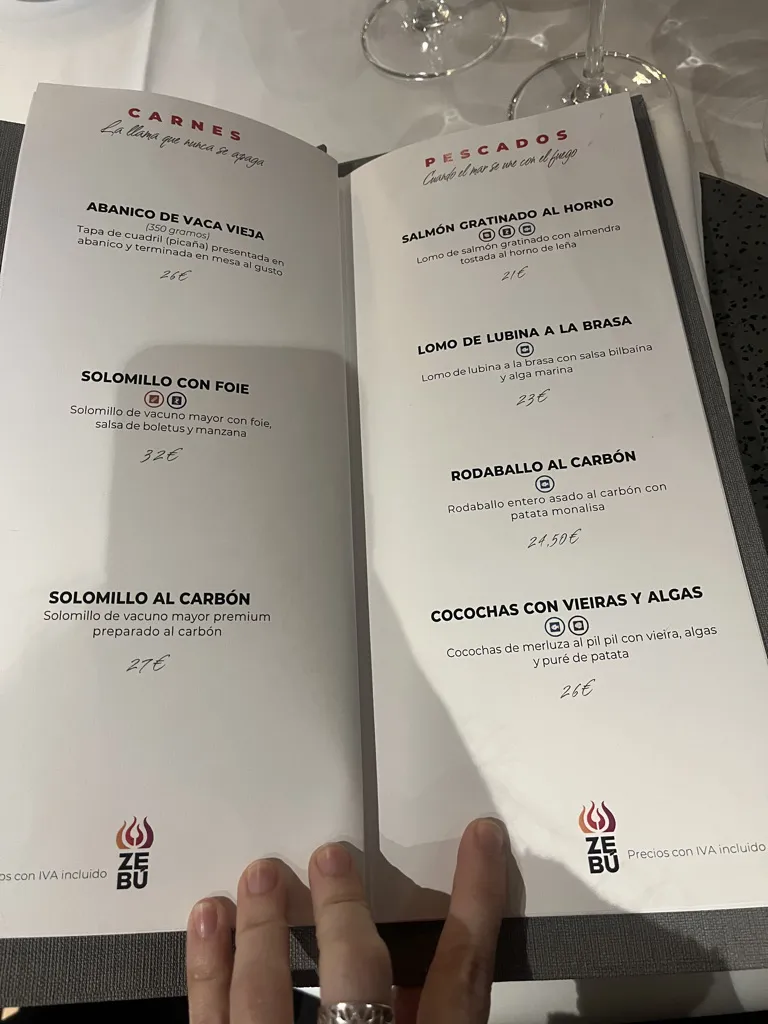 CARNES
La llama que nunca se apaga
ABANICO DE VACA VIEJA
(350 gramos)
Tapa de cuadril (picaña) presentada en
abanico y terminada en mesa al gusto
26€
SOLOMILLO CON FOIE
Solomillo de vacuno mayor con foie,
salsa de boletus y manzana
32€
SOLOMILLO AL CARBÓN
Solomillo de vacuno mayor premium
preparado al carbón
27€
os con IVA incluido
ZE
BÚ
PESCADOS
Cuando el mar se une con el fuego
SALMÓN GRATINADO AL HORNO
Lomo de salmón gratinado con almendra
tostada al horno de leña
21€
LOMO DE LUBINA A LA BRASA
Lomo de lubina a la brasa con salsa bilbaína
y alga marina
23€
RODABALLO AL CARBÓN
Rodaballo entero asado al carbón con
patata monalisa
24,50€
COCOCHAS CON VIEIRAS Y ALGAS
Cocochas de merluza al pil pil con vieira, algas
y puré de patata
26€
ZE
BÚ
Precios con IVA incluido